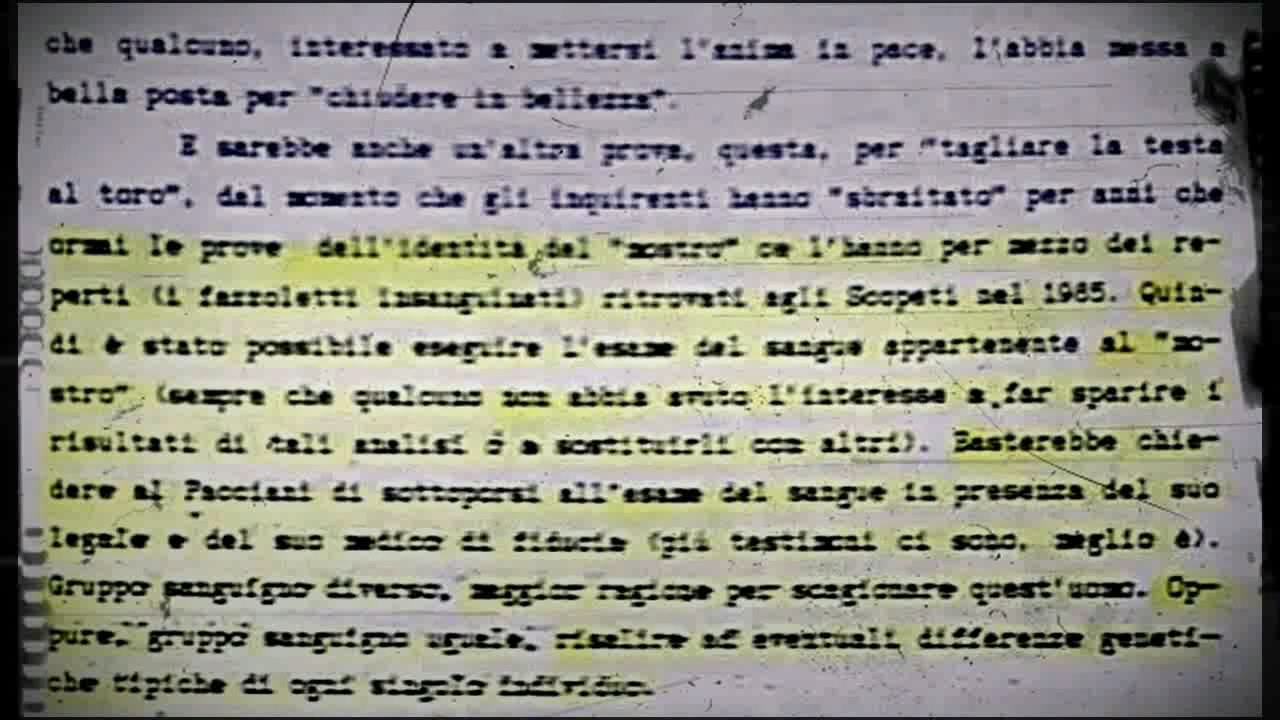 che qualcuno, interessato a mettersi l'anima in pace, l'abbia messa a
bella posta per "chiudere in bellezza".
E sarebbe anche un'altra prova, questa, per "tagliare la testa
al toro", dal momento che gli inquirenti hanno "sbraitato" per anni che
ormai le prove dell'identità del "mostro" ce l'hanno per mezzo dei re-
perti (i fazzoletti insanguinati) ritrovati agli Scopeti nel 1985. Quin-
di è stato possibile eseguire l'esame del sangue appartenente al "mo-
stro" (sempre che qualcuno non abbia avuto l'interesse a far sparire i
risultati di tali analisi o a sostituirli con altri). Basterebbe chie-
dere al Pacciani di sottoporsi all'esame del sangue in presenza del suo
legale e del suo medico di fiducia (più testimoni ci sono, meglio è).
Gruppo sanguigno diverso, maggior ragione per scagionare quest'uomo. Op-
pure, gruppo sanguigno uguale, risalire ad eventuali differenze geneti-
che tipiche di ogni singolo individuo.